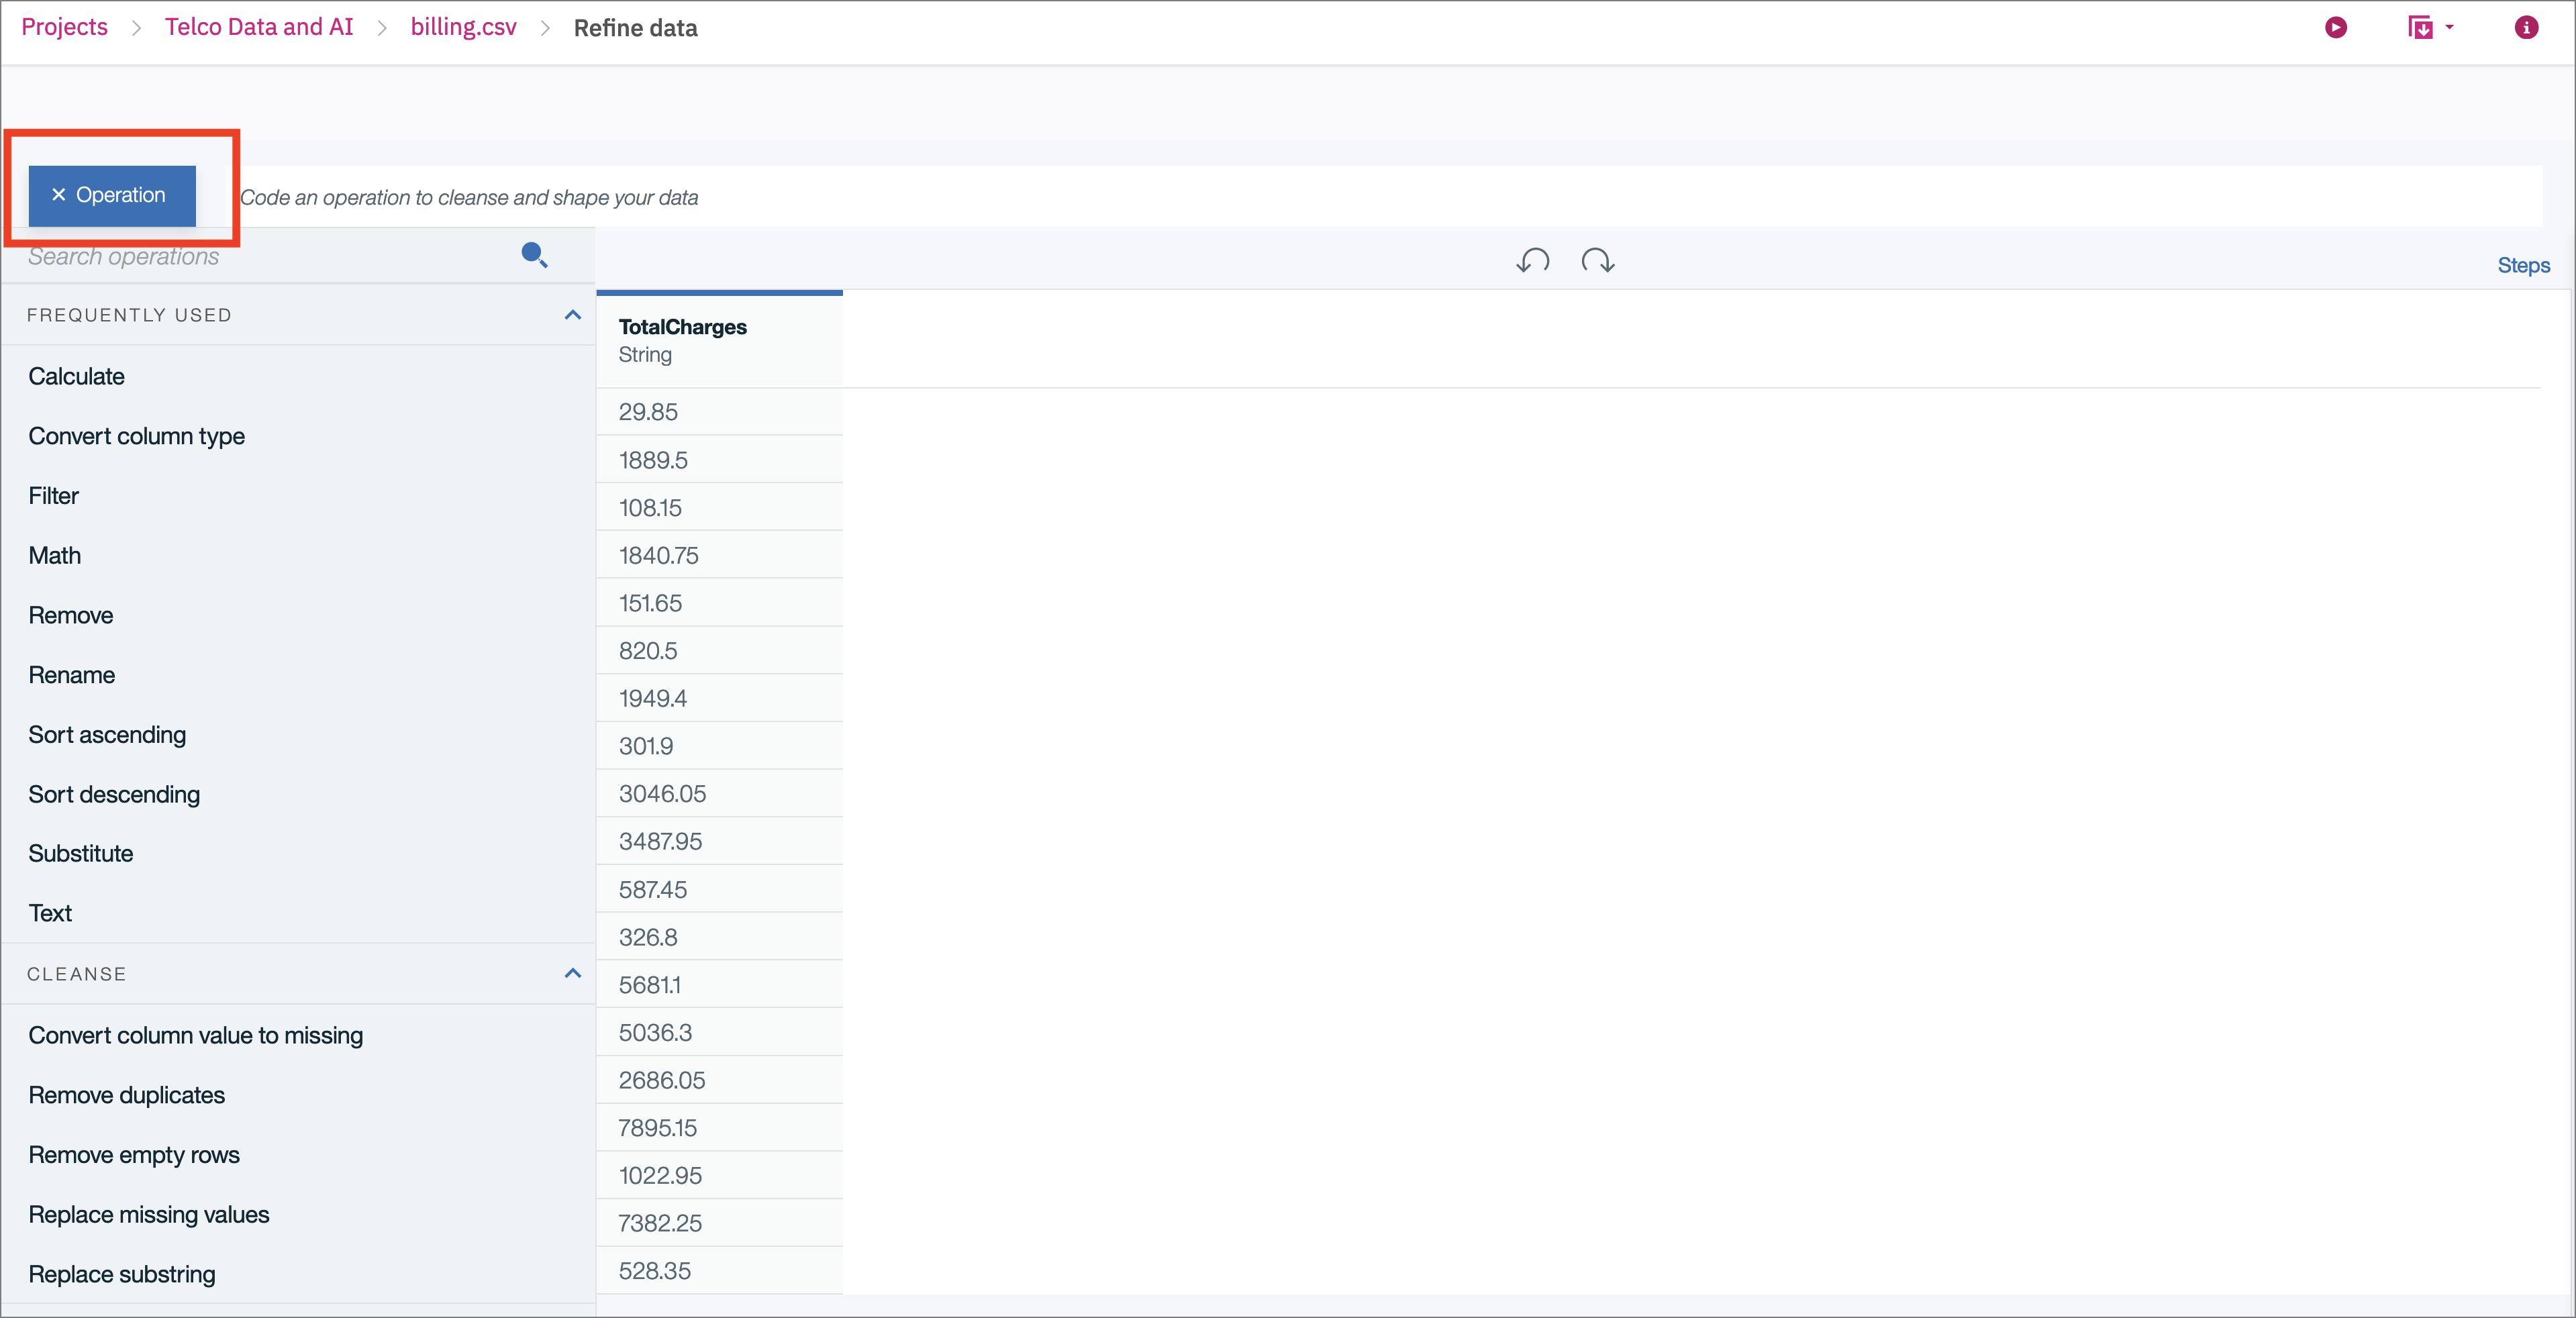 Projects > Telco Data and AI > billing.csv > Refine data
× Operation
Code an operation to cleanse and shape your data
Search operations
Steps
FREQUENTLY USED
Calculate
Convert column type
Filter
Math
Remove
Rename
Sort ascending
Sort descending
Substitute
Text
CLEANSE
Convert column value to missing
Remove duplicates
Remove empty rows
Replace missing values
Replace substring
TotalCharges
String
29.85
1889.5
108.15
1840.75
151.65
820.5
1949.4
301.9
3046.05
3487.95
587.45
326.8
5681.1
5036.3
2686.05
7895.15
1022.95
7382.25
528.35